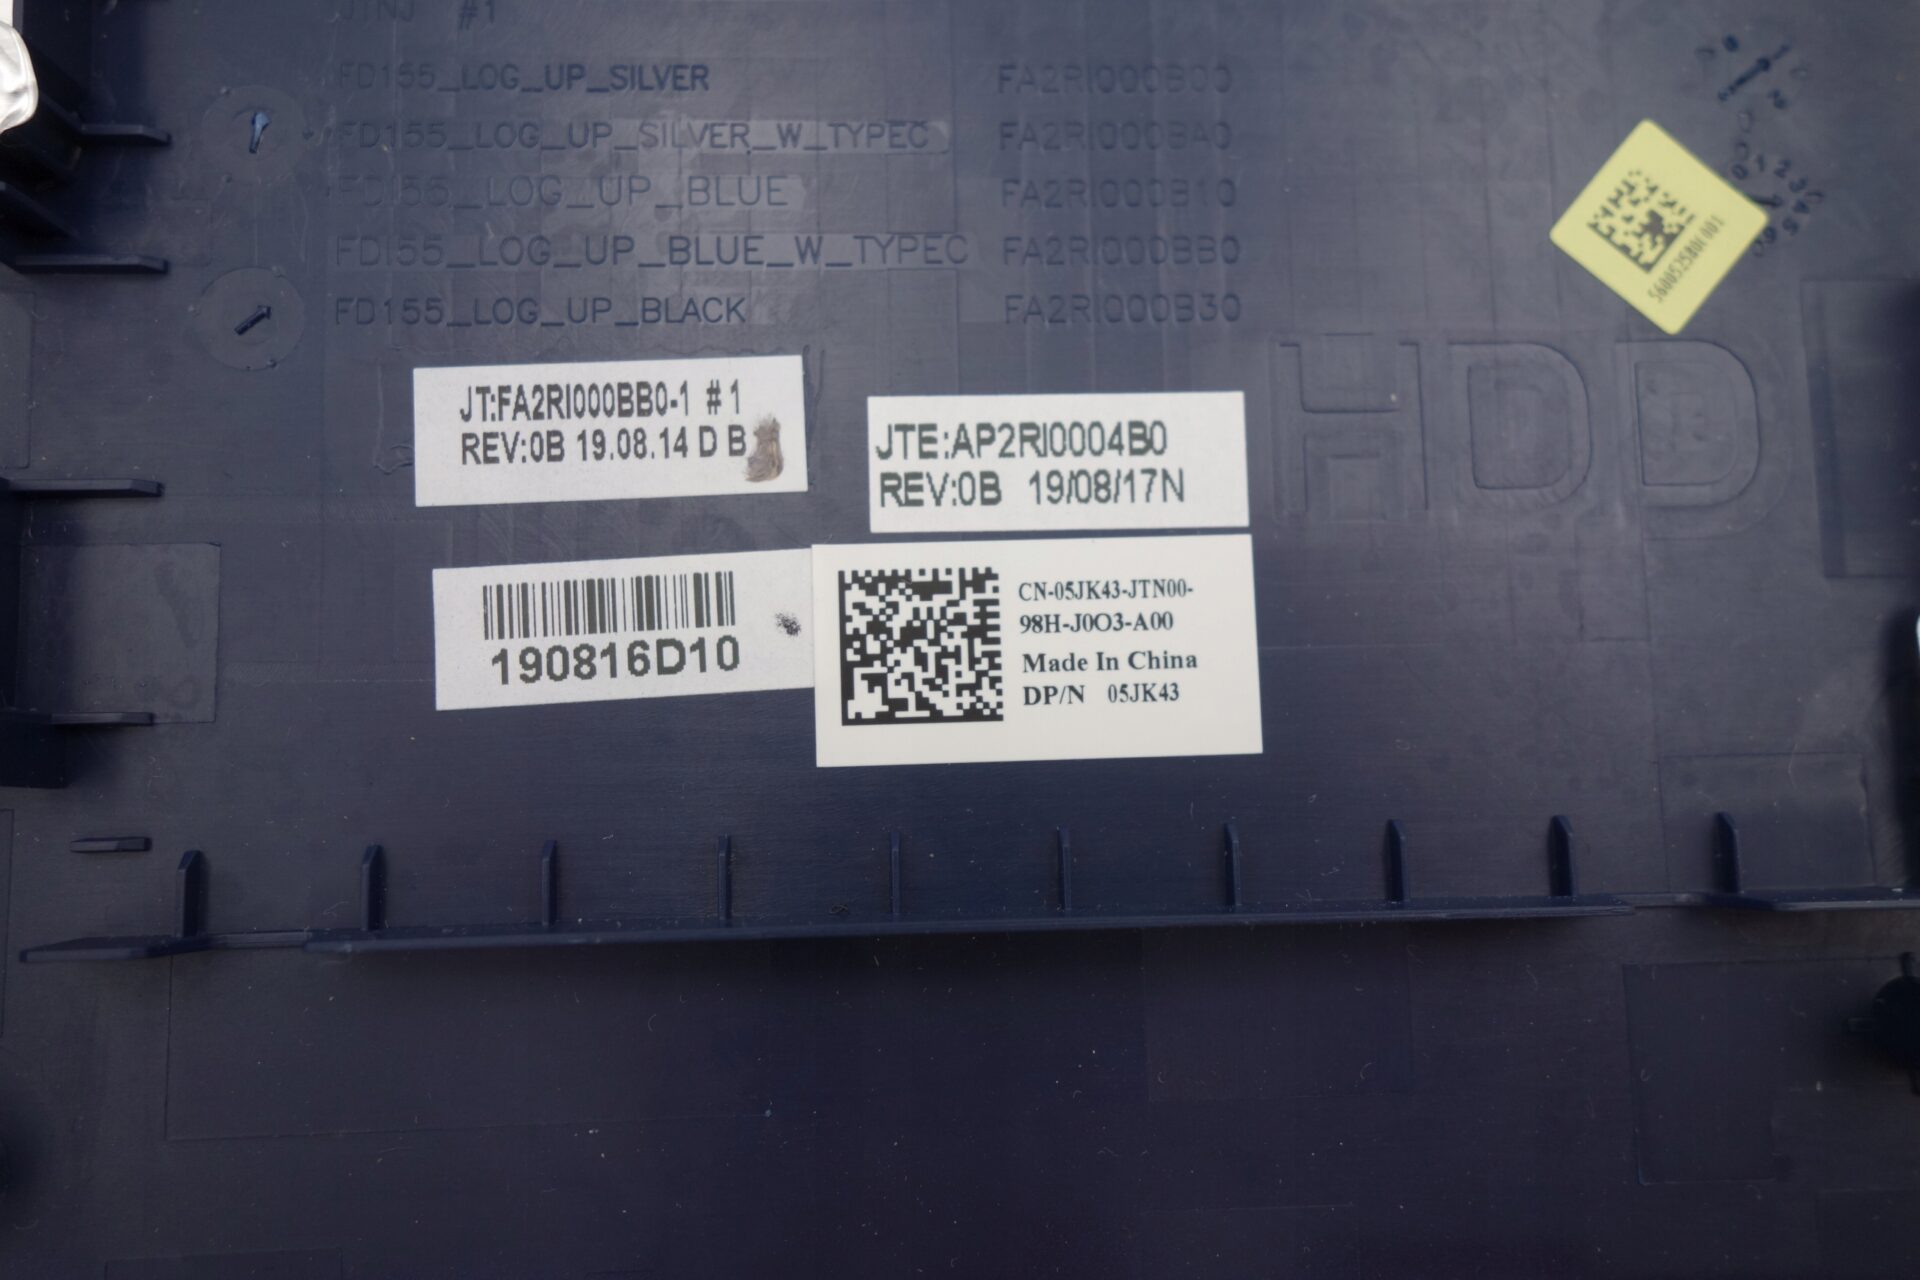 JTNJ #1
FD155_LOG_UP_SILVER FA2RI000B00
FD155_LOG_UP_SILVER_W_TYPEC FA2RI000BA0
FD155_LOG_UP_BLUE FA2RI000B10
FD155_LOG_UP_BLUE_W_TYPEC FA2RI000BB0
FD155_LOG_UP_BLACK FA2RI000B30
HDD
JT:FA2RI000BB0-1 #1
REV:0B 19.08.14 D B
JTE:AP2RI0004B0
REV:0B 19/08/17N
190816D10
CN-05JK43-JTN00-
98H-J0O3-A00
Made In China
DP/N 05JK43